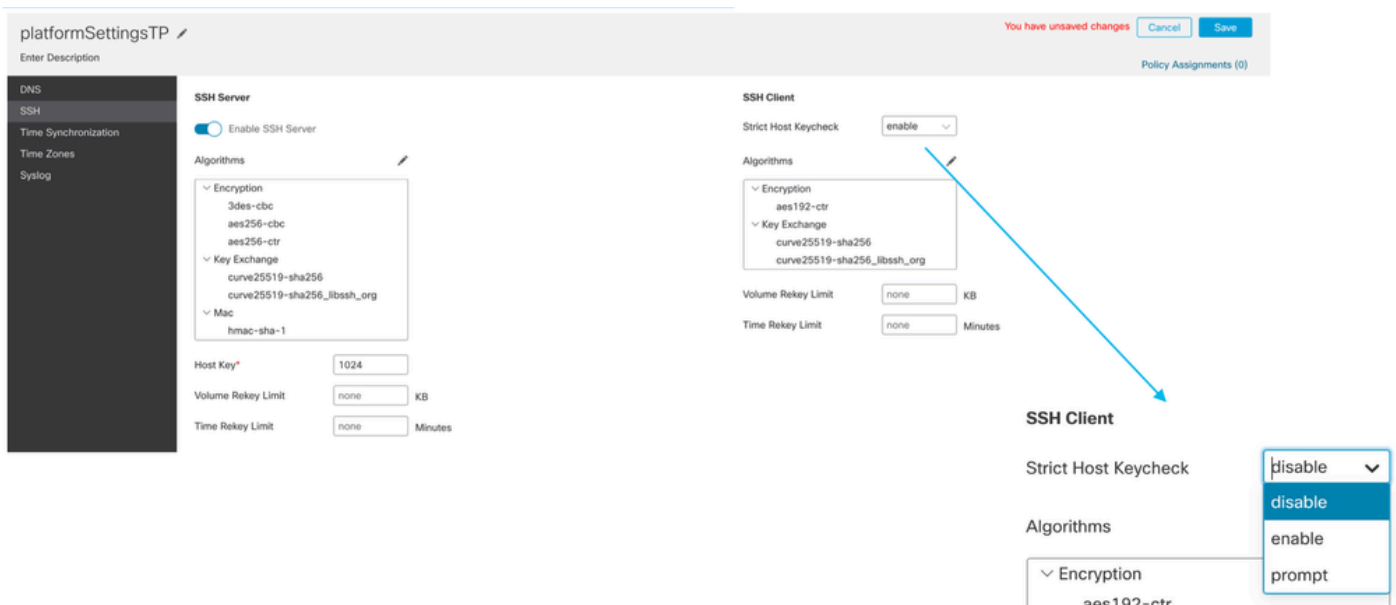 platformSettingsTP
You have unsaved changes Cancel Save
Enter Description
Policy Assignments (0)
DNS
SSH
Time Synchronization
Time Zones
Syslog
SSH Server
Enable SSH Server
Algorithms
Encryption
3des-cbc
aes256-cbc
aes256-ctr
Key Exchange
curve25519-sha256
curve25519-sha256_libssh_org
Mac
hmac-sha-1
Host Key* 1024
Volume Rekey Limit none KB
Time Rekey Limit none Minutes
SSH Client
Strict Host Keycheck enable
Algorithms
Encryption
aes192-ctr
Key Exchange
curve25519-sha256
curve25519-sha256_libssh_org
Volume Rekey Limit none KB
Time Rekey Limit none Minutes
SSH Client
Strict Host Keycheck disable
disable
enable
prompt
Algorithms
Encryption
aes192-ctr